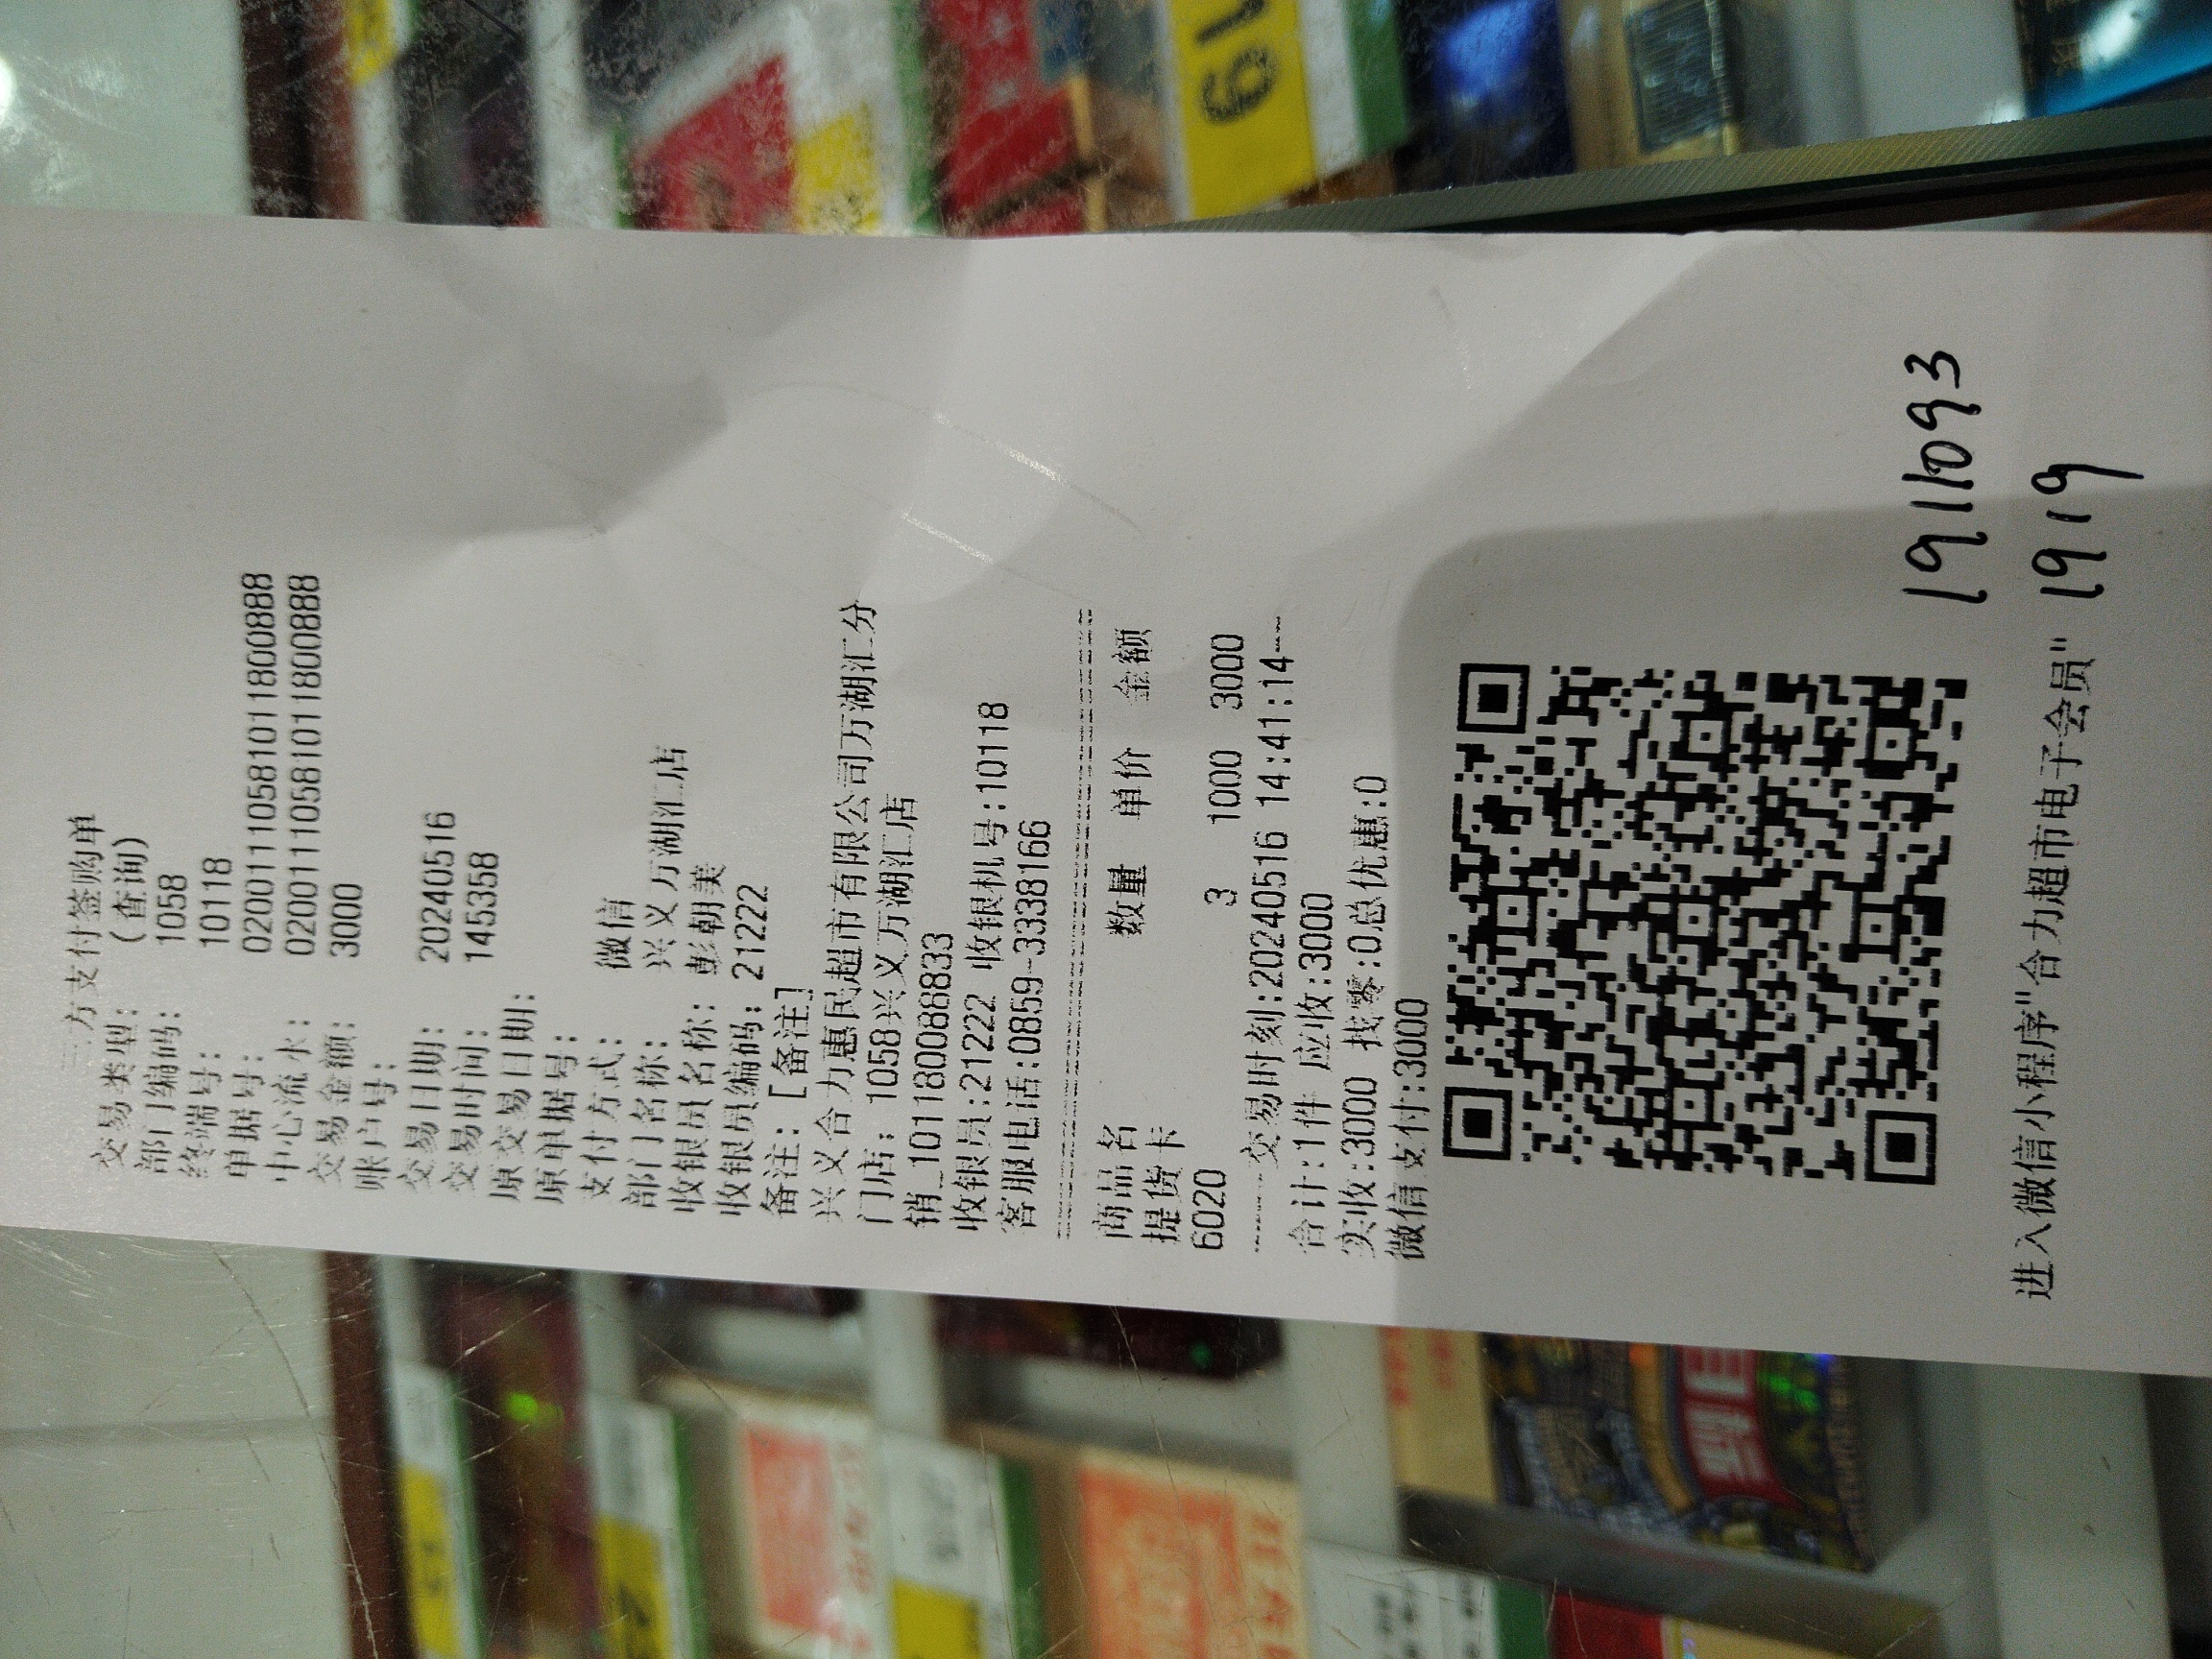 三方支付签购单
交易类型: (查询)
部门编码: 1058
终端号: 10118
单据号: 0200111105810118​00888
中心流水: 0200111105810118​00888
交易金额: 3000
账户号:
交易日期: 20240516
交易时间: 145358
原交易日期:
原单据号:
支付方式: 微信
部门名称: 兴义万湖汇店
收银员名称: 彭朝美
收银员编码: 21222
备注: [备注]
兴义合力惠民超市有限公司万湖汇分
门店: 1058兴义万湖汇店
销_101180088833
收银员:21222 收银机号:10118
客服电话:0859-3338166
商品名 数量 单价 金额
提货卡
6020 3 1000 3000
交易时刻:20240516 14:41:14
合计:1件 应收:3000
实收:3000 找零:0总优惠:0
微信支付:3000
1911093
进入微信小程序"合力超市电子会员" 1919
61